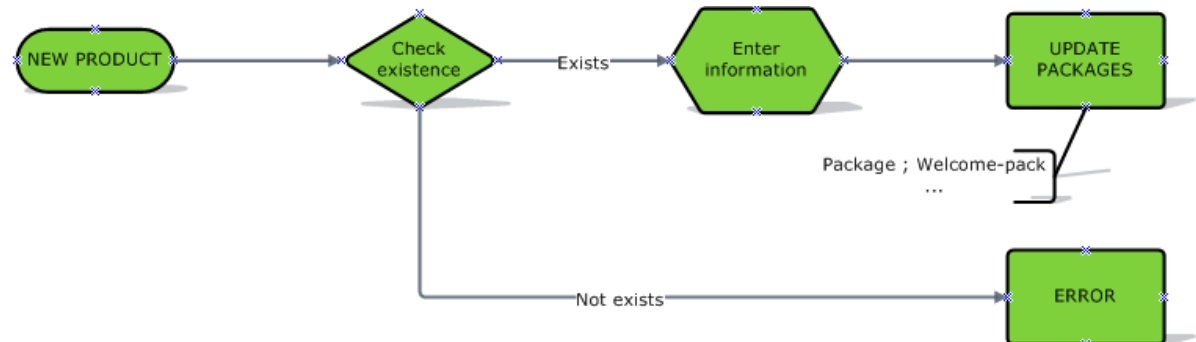 NEW PRODUCT
Check
existence
Exists
Enter
information
UPDATE
PACKAGES
Package ; Welcome-pack
...
Not exists
ERROR